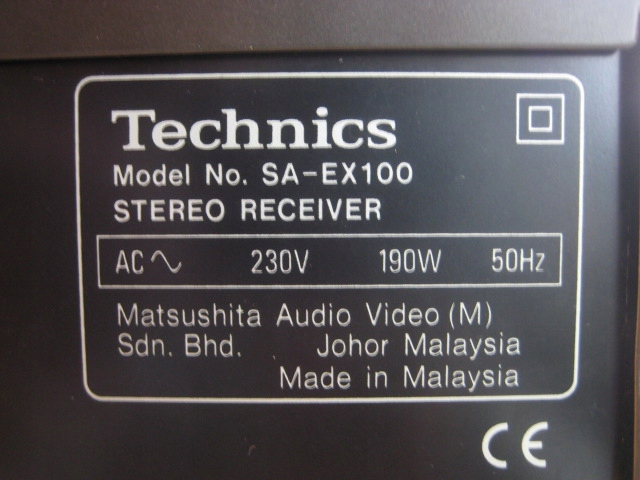 Technics
Model No. SA-EX100
STEREO RECEIVER
AC 230V 190W 50Hz
Matsushita Audio Video (M)
Sdn. Bhd. Johor Malaysia
Made in Malaysia
CE